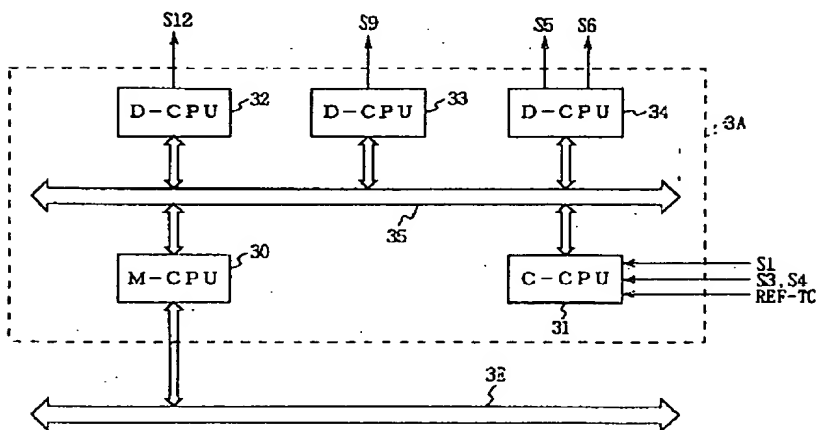 S12 S9 S5 S6
D-CPU 32 D-CPU 33 D-CPU 34 3A
35
M-CPU 30 C-CPU 31 S1
S3, S4
REF-TC
3E